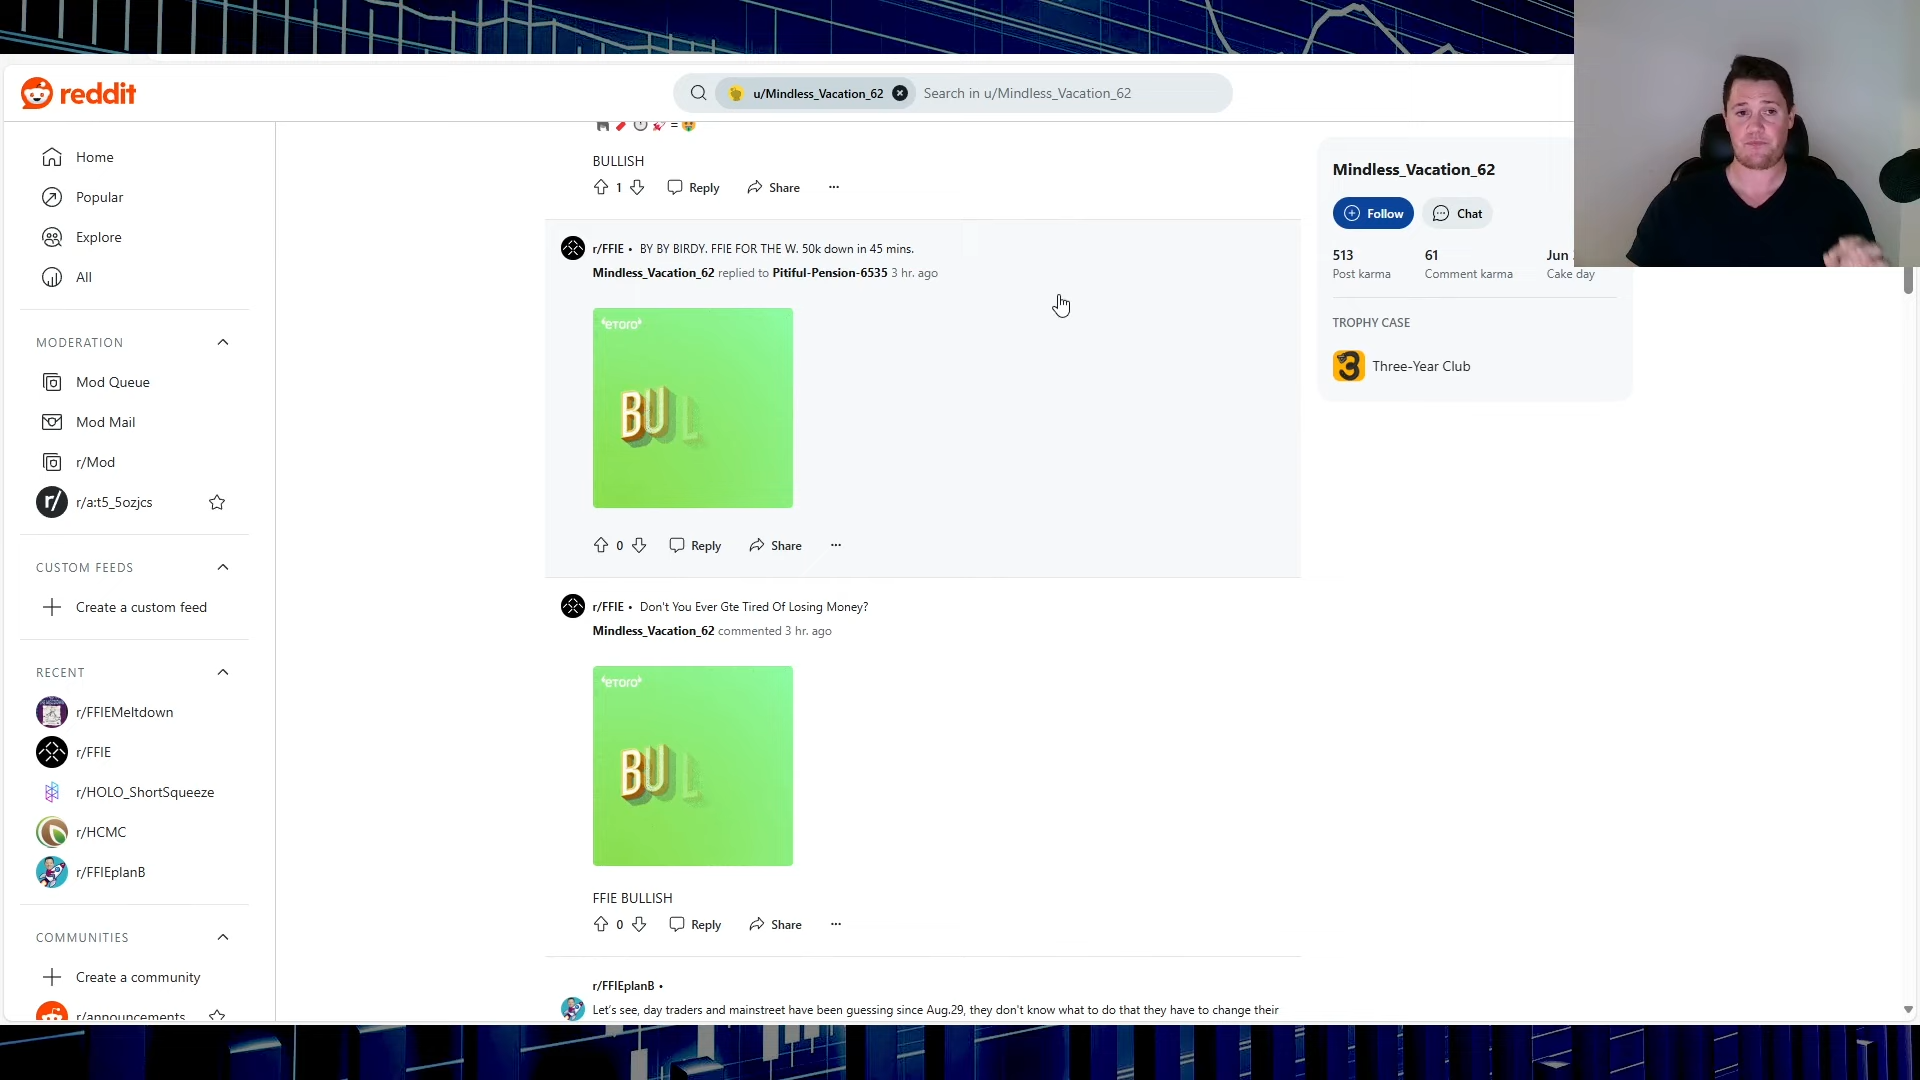 reddit
u/Mindless_Vacation_62
Search in u/Mindless_Vacation_62
Home
Popular
Explore
All
MODERATION
Mod Queue
Mod Mail
r/Mod
r/a:t5_5ozjcs
CUSTOM FEEDS
Create a custom feed
RECENT
r/FFIEMeltdown
r/FFIE
r/HOLO_ShortSqueeze
r/HCMC
r/FFIEplanB
COMMUNITIES
Create a community
r/announcements
=
BULLISH
1 Reply Share
r/FFIE • BY BY BIRDY. FFIE FOR THE W. 50k down in 45 mins.
Mindless_Vacation_62 replied to Pitiful-Pension-6535 3 hr. ago
eToro
BUL
0 Reply Share
r/FFIE • Don't You Ever Gte Tired Of Losing Money?
Mindless_Vacation_62 commented 3 hr. ago
eToro
BUL
FFIE BULLISH
0 Reply Share
r/FFIEplanB •
Let's see, day traders and mainstreet have been guessing since Aug.29, they don't know what to do that they have to change their
Mindless_Vacation_62
Follow Chat
513 61 Jun
Post karma Comment karma Cake day
TROPHY CASE
3
Three-Year Club